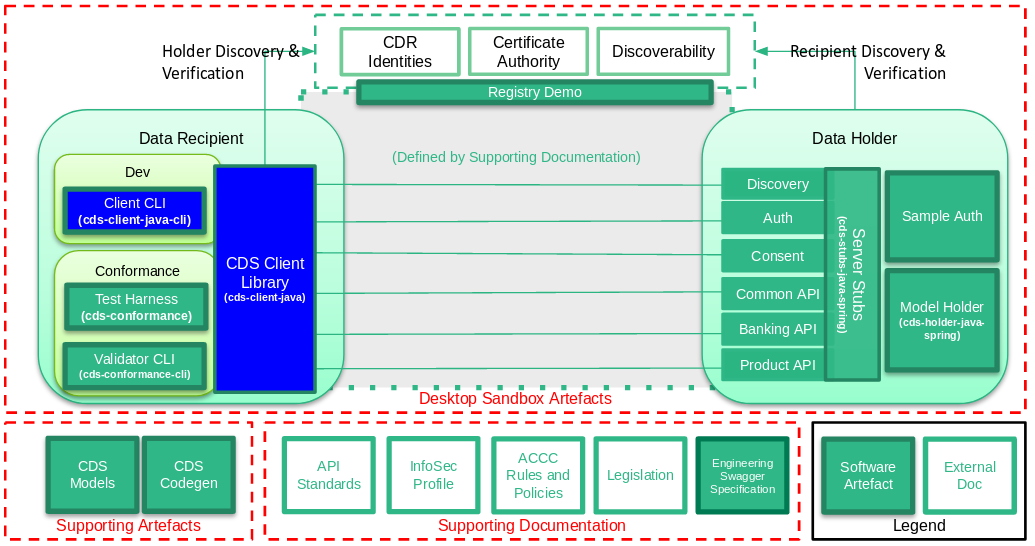 Holder Discovery &
Verification
CDR
Identities
Certificate
Authority
Discoverability
Recipient Discovery &
Verification
Registry Demo
Data Recipient
Dev
Client CLI
(cds-client-java-cli)
Conformance
Test Harness
(cds-conformance)
Validator CLI
(cds-conformance-cli)
CDS Client
Library
(cds-client-java)
(Defined by Supporting Documentation)
Data Holder
Discovery
Auth
Consent
Common API
Banking API
Product API
Server Stubs
(cds-stubs-java-spring)
Sample Auth
Model Holder
(cds-holder-java-
spring)
Desktop Sandbox Artefacts
CDS
Models
CDS
Codegen
Supporting Artefacts
API
Standards
InfoSec
Profile
ACCC
Rules and
Policies
Legislation
Engineering
Swagger
Specification
Supporting Documentation
Software
Artefact
External
Doc
Legend